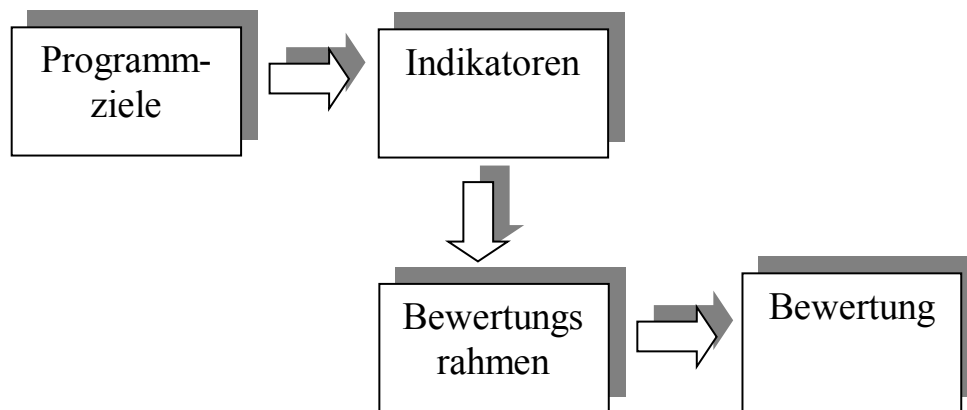 Programm-
ziele
Indikatoren
Bewertungs
rahmen
Bewertung